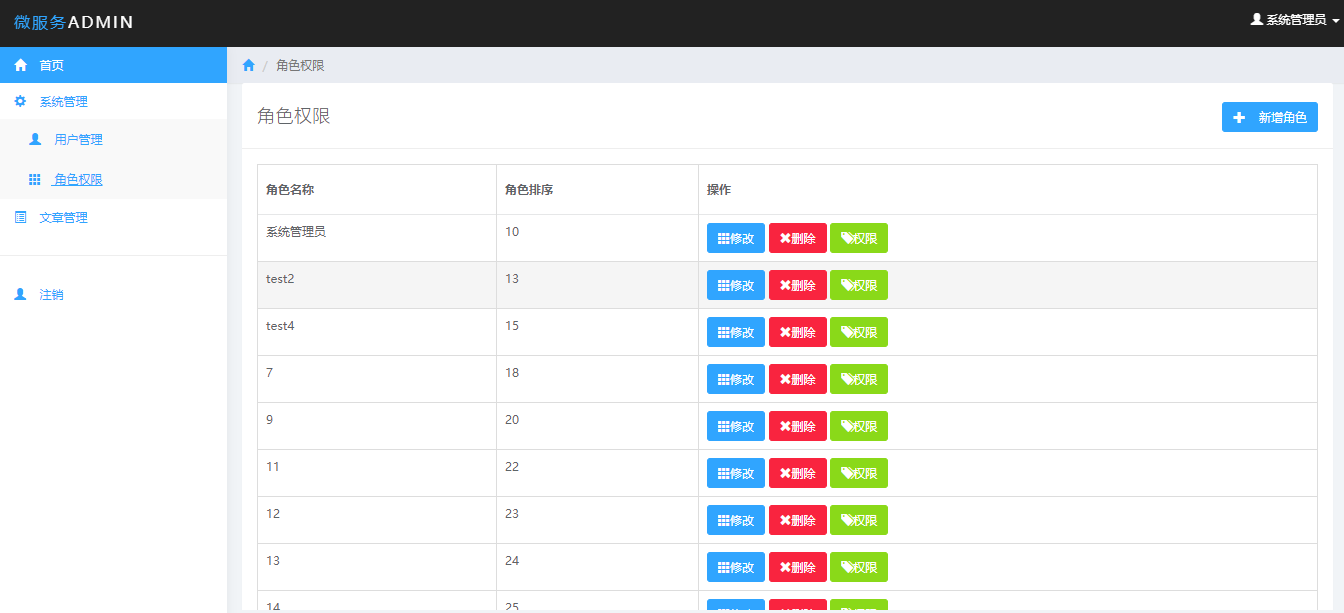 微服务ADMIN
系统管理员
首页
系统管理
用户管理
角色权限
文章管理
注销
/ 角色权限
角色权限
新增角色
角色名称 角色排序 操作
系统管理员 10 修改 删除 权限
test2 13 修改 删除 权限
test4 15 修改 删除 权限
7 18 修改 删除 权限
9 20 修改 删除 权限
11 22 修改 删除 权限
12 23 修改 删除 权限
13 24 修改 删除 权限
14 25